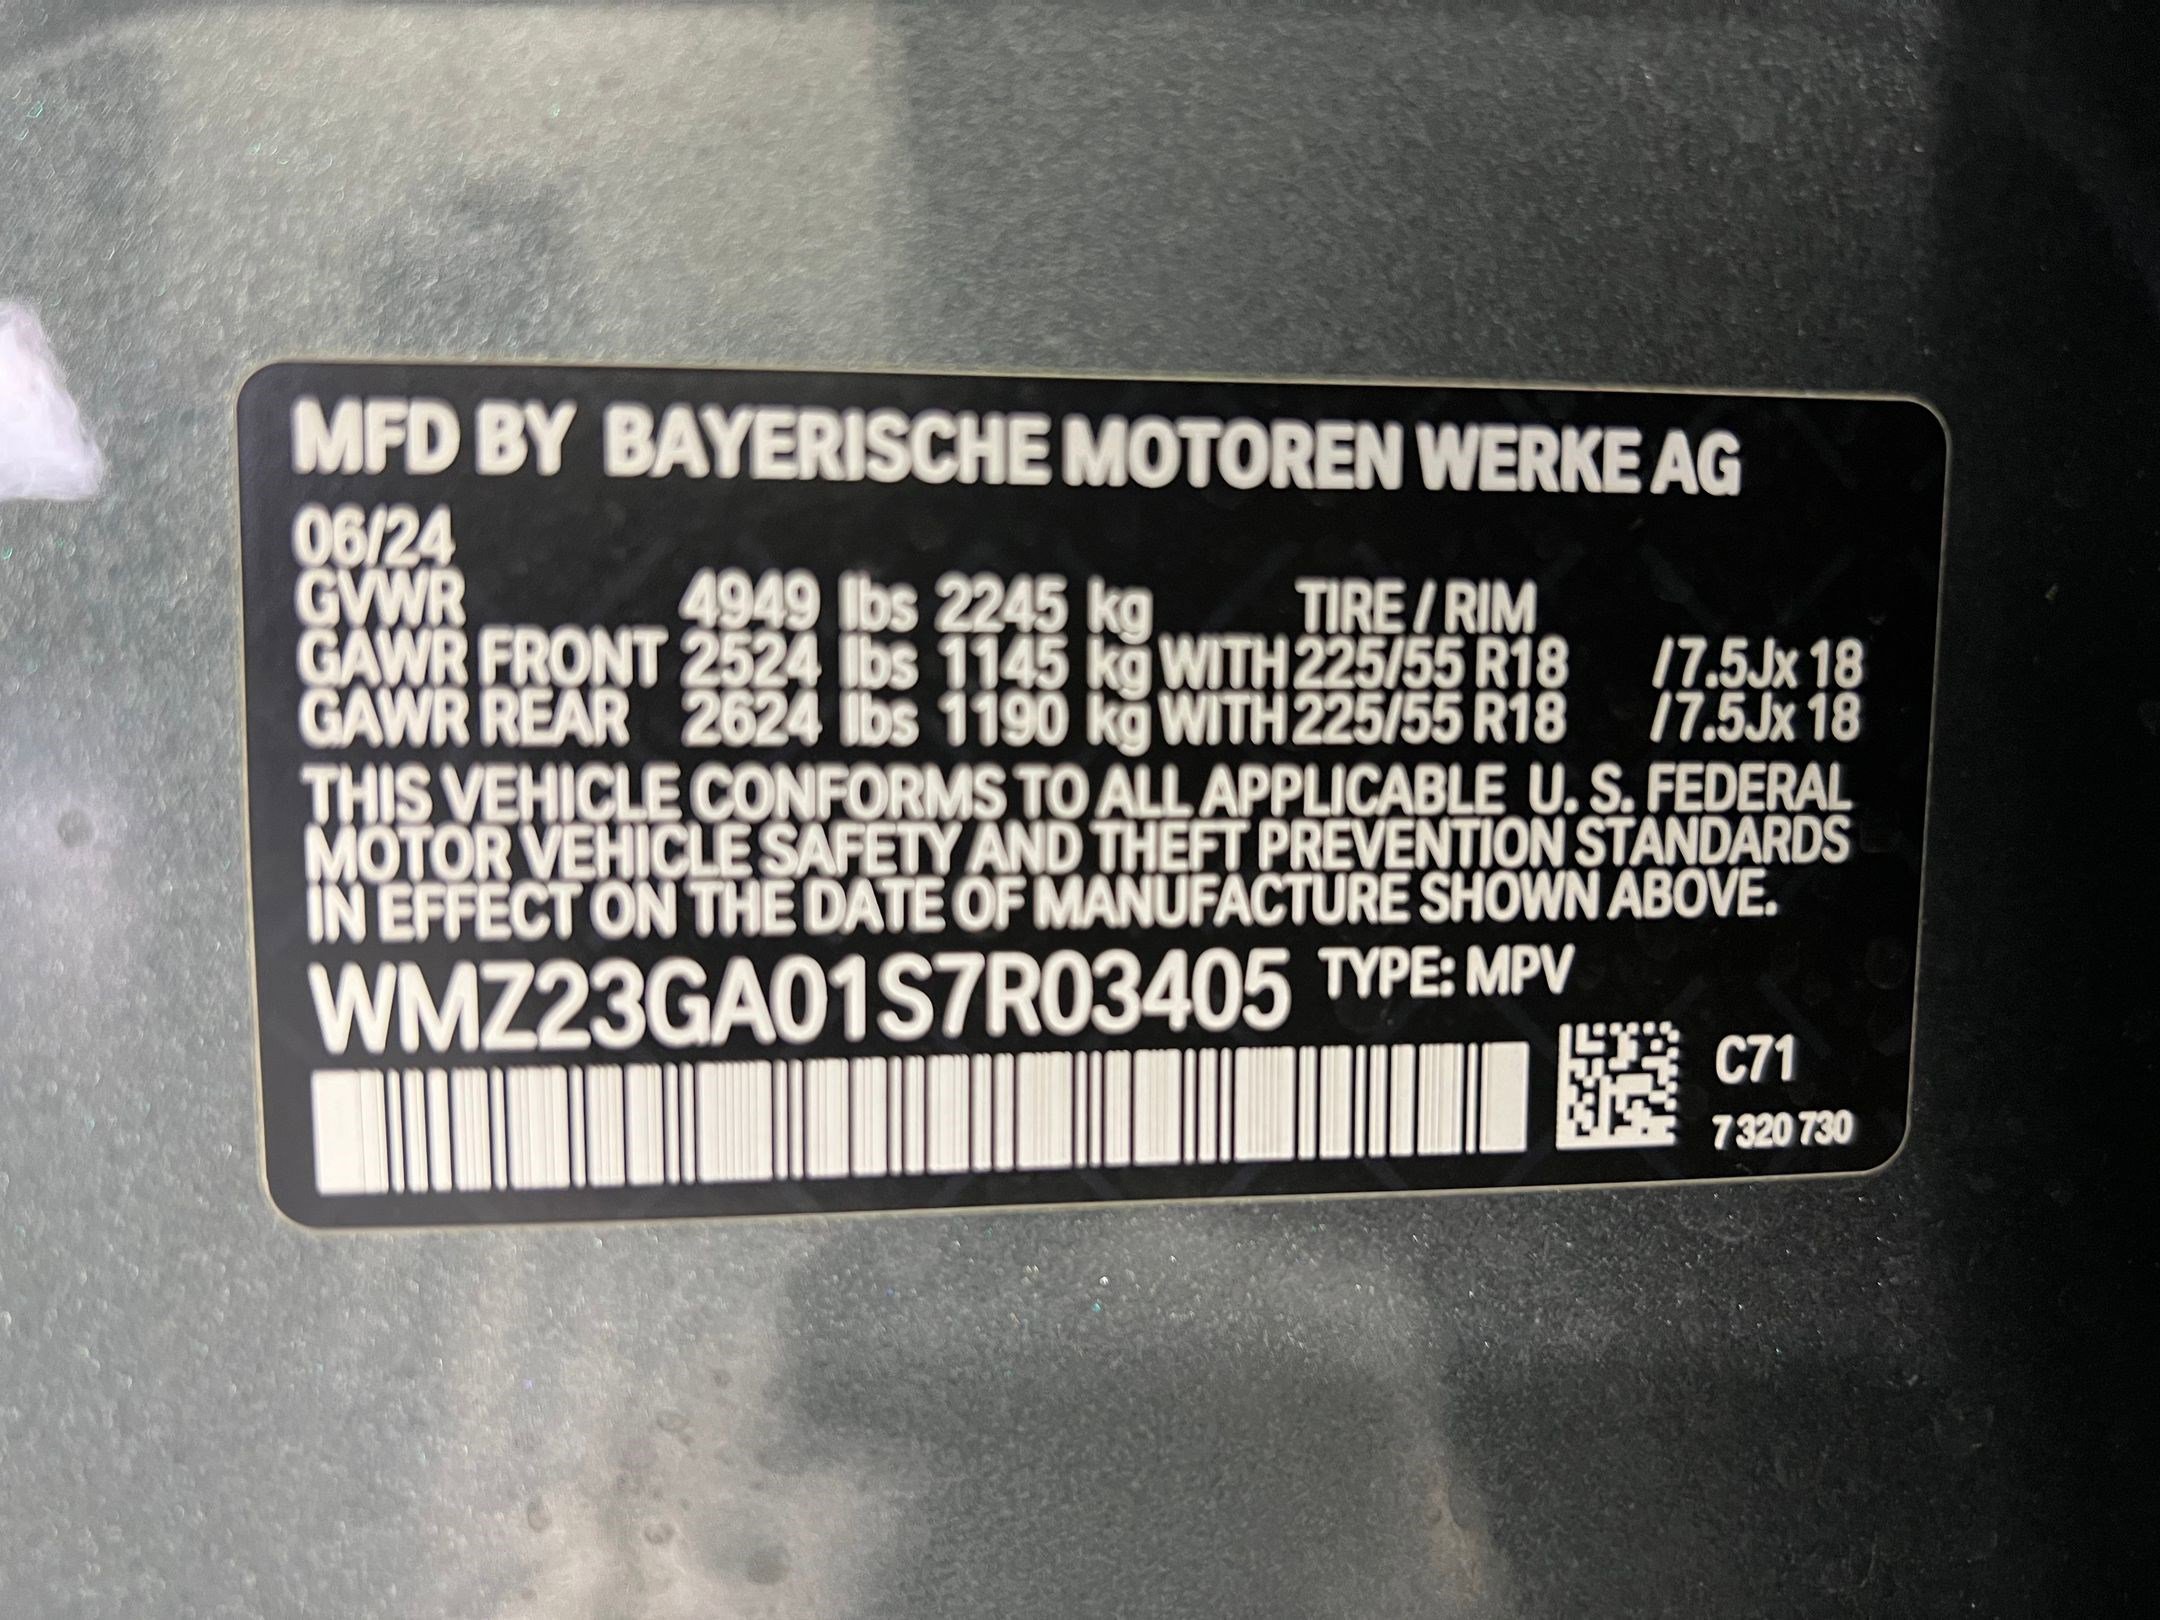 MFD BY BAYERISCHE MOTOREN WERKE AG
06/24
GVWR 4949 lbs 2245 kg TIRE / RIM
GAWR FRONT 2524 lbs 1145 kg WITH 225/55 R18 / 7.5Jx 18
GAWR REAR 2624 lbs 1190 kg WITH 225/55 R18 / 7.5Jx 18
THIS VEHICLE CONFORMS TO ALL APPLICABLE U. S. FEDERAL
MOTOR VEHICLE SAFETY AND THEFT PREVENTION STANDARDS
IN EFFECT ON THE DATE OF MANUFACTURE SHOWN ABOVE.
WMZ23GA01S7R03405 TYPE: MPV
C71
7 320 730